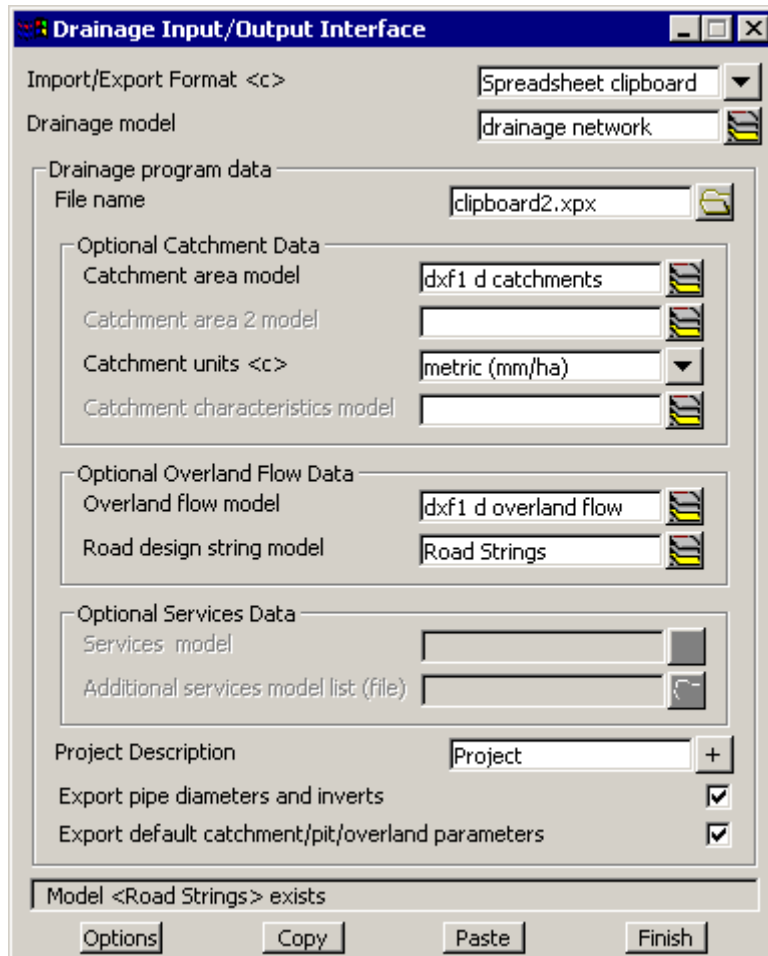 Drainage Input/Output Interface
Import/Export Format <c> Spreadsheet clipboard
Drainage model drainage network
Drainage program data
File name clipboard2.xpx
Optional Catchment Data
Catchment area model dxf1 d catchments
Catchment area 2 model
Catchment units <c> metric (mm/ha)
Catchment characteristics model
Optional Overland Flow Data
Overland flow model dxf1 d overland flow
Road design string model Road Strings
Optional Services Data
Services model
Additional services model list (file)
Project Description Project +
Export pipe diameters and inverts
Export default catchment/pit/overland parameters
Model <Road Strings> exists
Options Copy Paste Finish